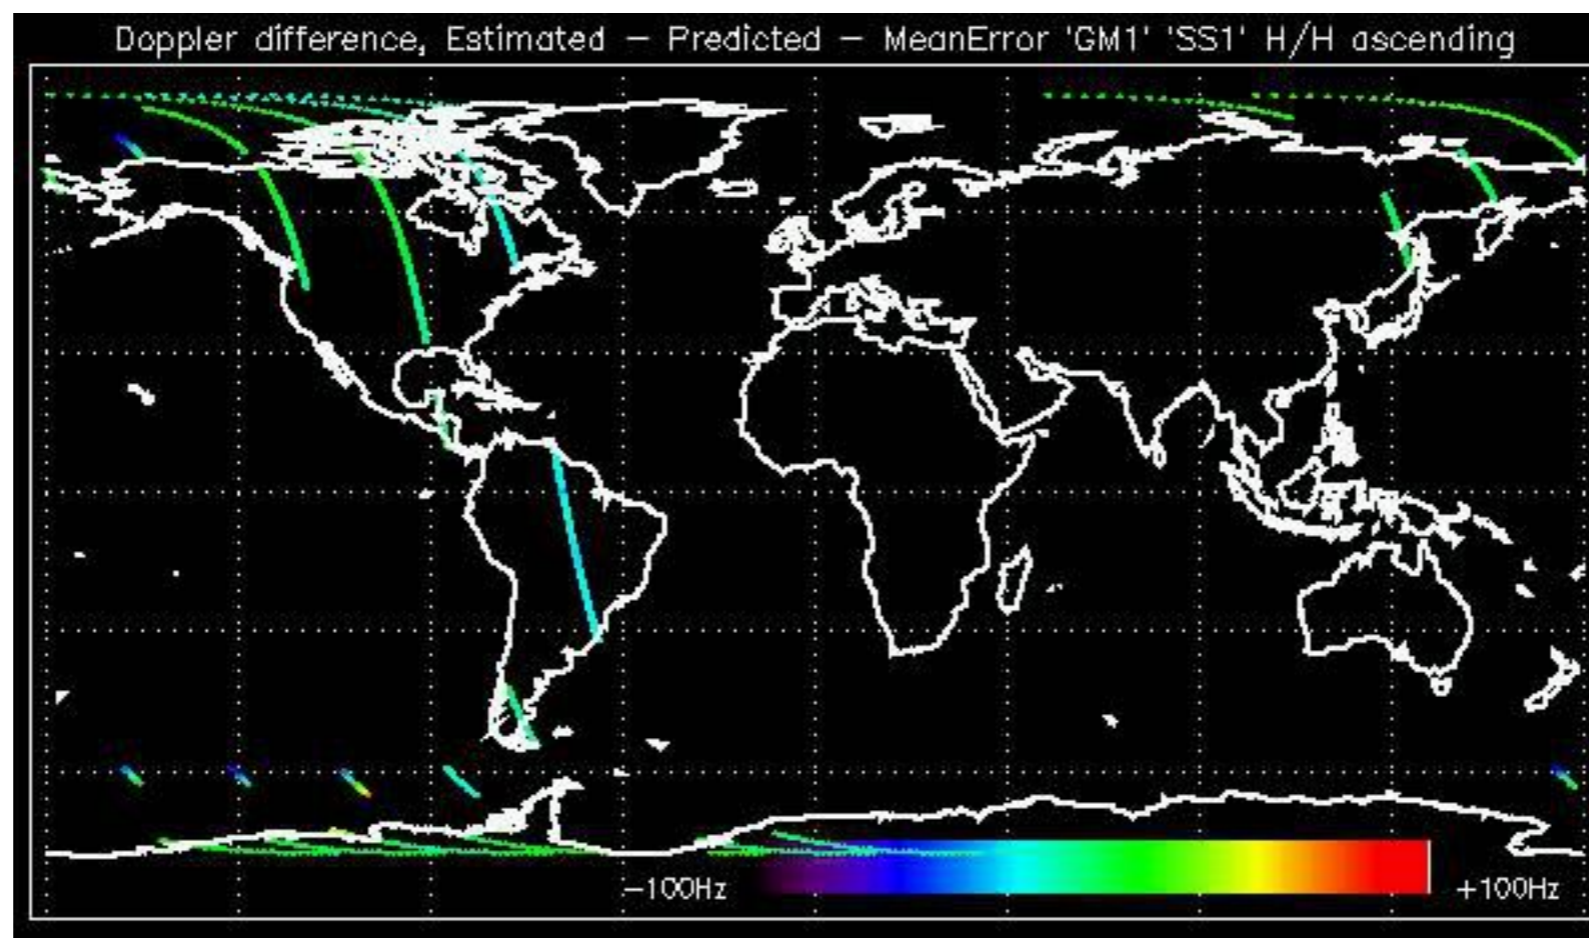 Doppler difference, Estimated – Predicted – MeanError 'GM1' 'SS1' H/H ascending
–100Hz
+100Hz